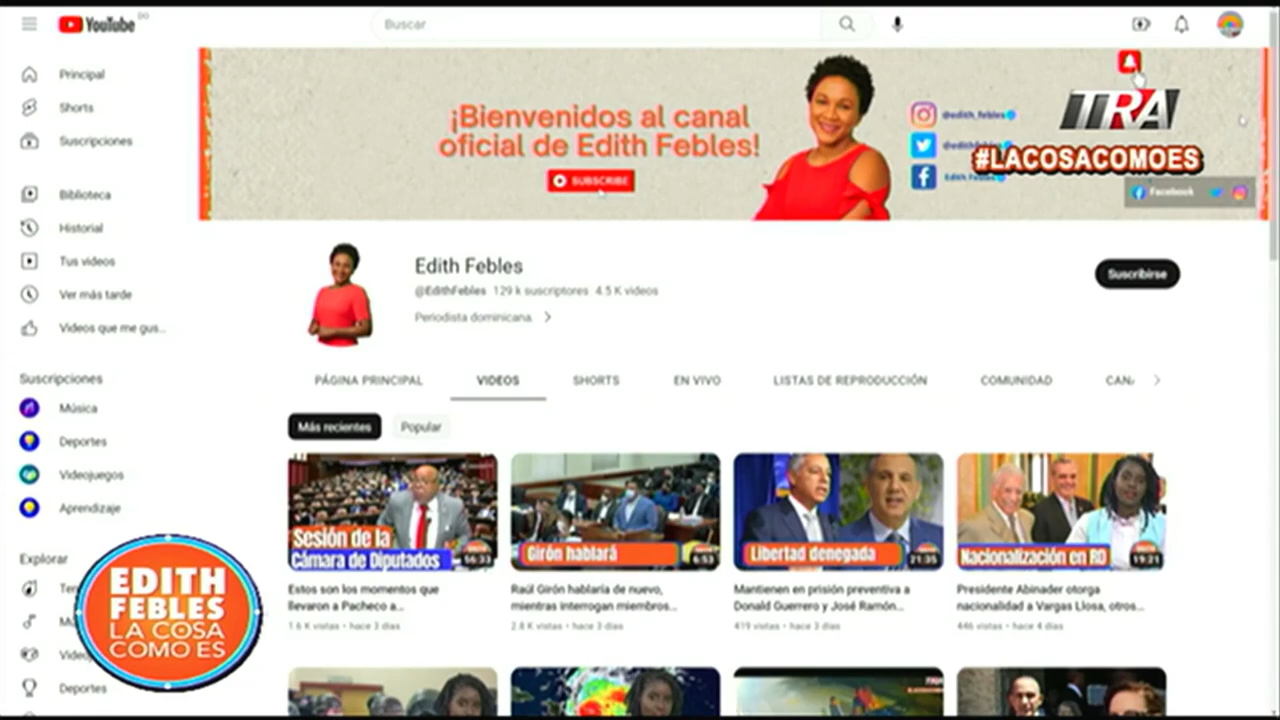 YouTube DO
Buscar
Principal
Shorts
Suscripciones
Biblioteca
Historial
Tus videos
Ver más tarde
Videos que me gus...
Suscripciones
Música
Deportes
Videojuegos
Aprendizaje
Explorar
Deportes
¡Bienvenidos al canal
oficial de Edith Febles!
SUBSCRIBE
@edith_febles
Edith Febles
TRA
#LACOSACOMOES
Facebook
Edith Febles
@EdithFebles 129 k suscriptores 4.5 K videos
Periodista dominicana.
Suscribirse
PÁGINA PRINCIPAL VIDEOS SHORTS EN VIVO LISTAS DE REPRODUCCIÓN COMUNIDAD
Más recientes Popular
Sesión de la
Cámara de Diputados 16:33
Estos son los momentos que
llevaron a Pacheco a...
1.6 K vistas • hace 3 días
Girón hablará 6:53
Raúl Girón hablaría de nuevo,
mientras interrogan miembros...
2.8 K vistas • hace 3 días
Libertad denegada 21:35
Mantienen en prisión preventiva a
Donald Guerrero y José Ramón...
419 vistas • hace 3 días
Nacionalización en RD 19:21
Presidente Abinader otorga
nacionalidad a Vargas Llosa, otros...
446 vistas • hace 4 días
EDITH
FEBLES
LA COSA
COMO ES